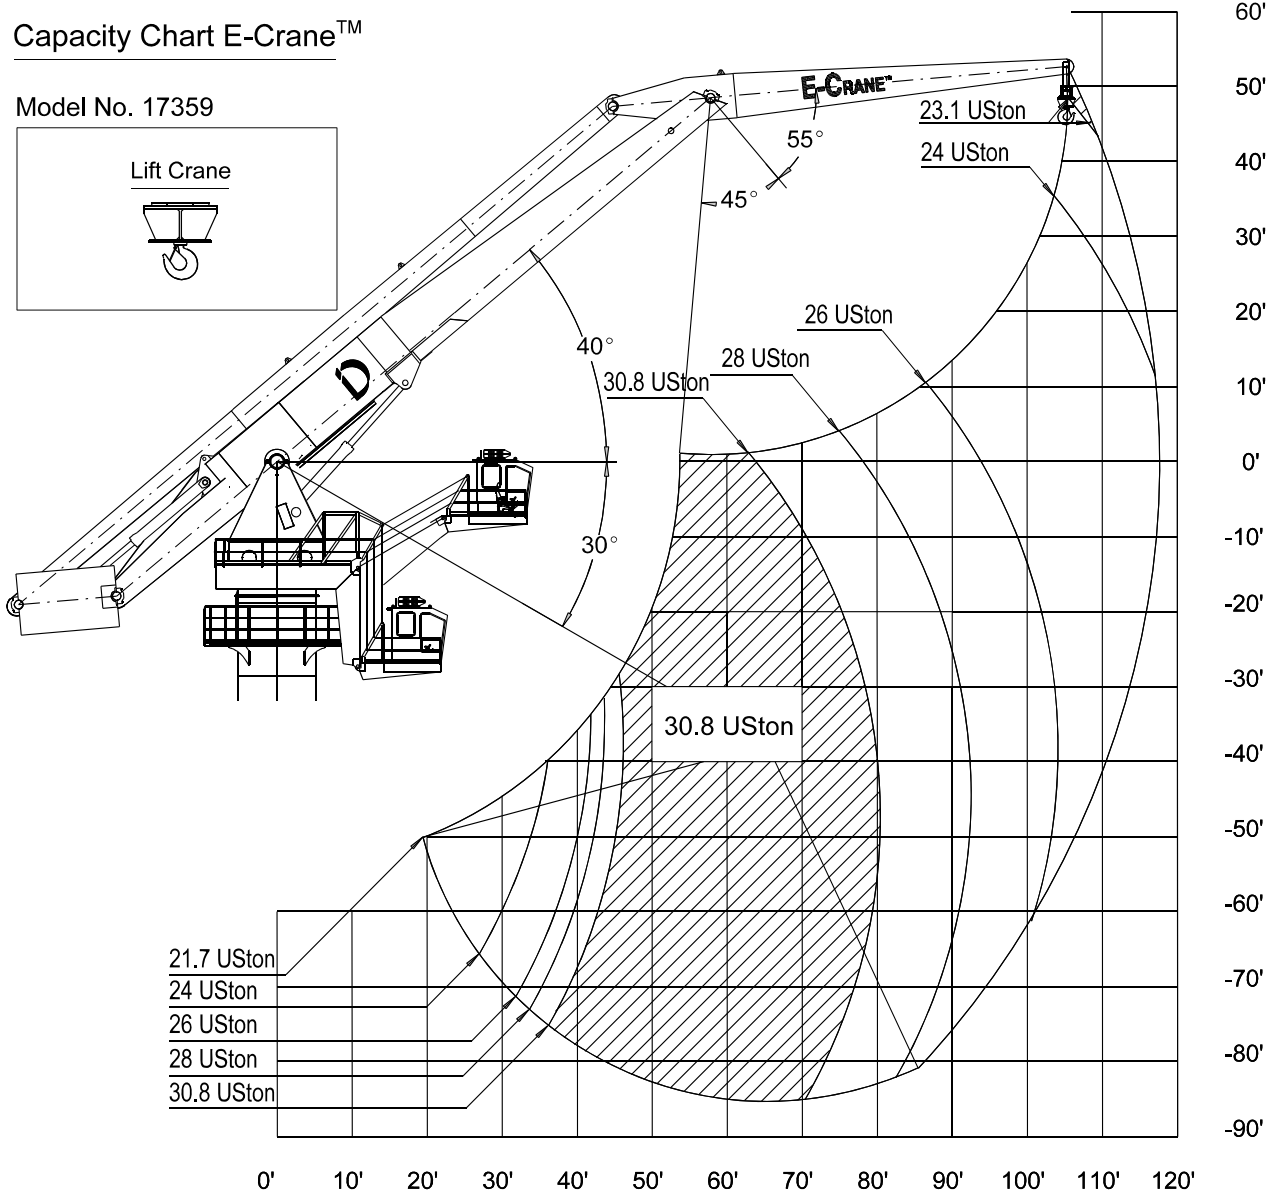 Capacity Chart E-Crane™
Model No. 17359
Lift Crane
E-CRANE™
55°
45°
40°
30°
23.1 USton
24 USton
26 USton
28 USton
30.8 USton
30.8 USton
21.7 USton
24 USton
26 USton
28 USton
30.8 USton
60'
50'
40'
30'
20'
10'
0'
-10'
-20'
-30'
-40'
-50'
-60'
-70'
-80'
-90'
0' 10' 20' 30' 40' 50' 60' 70' 80' 90' 100' 110' 120'